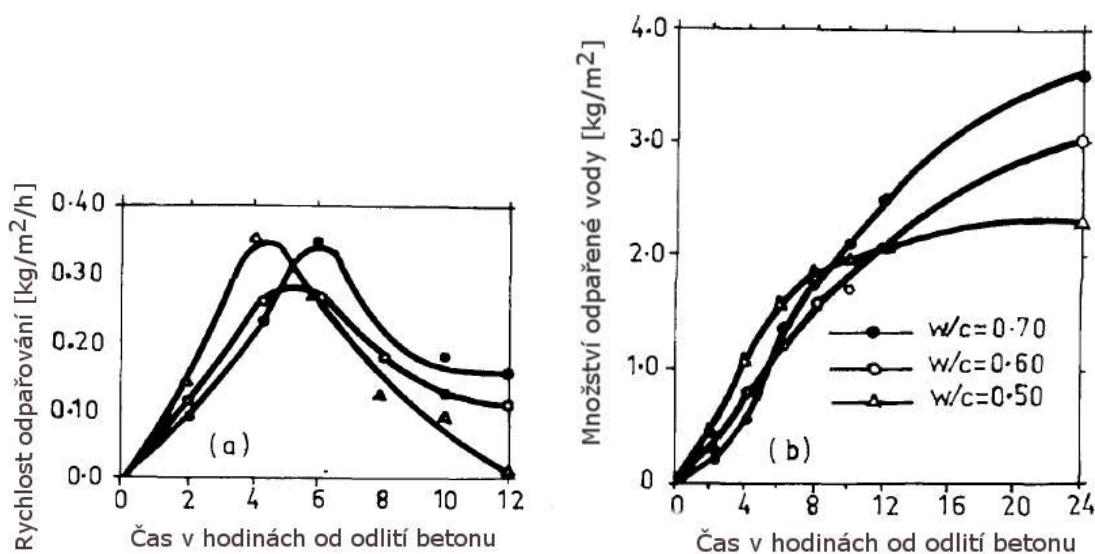 Rychlost odpařování [kg/m²/h]
0·40
0·30
0·20
0·10
0·0
(a)
0 2 4 6 8 10 12
Čas v hodinách od odlití betonu
Množství odpařené vody [kg/m²]
4.0
3.0
2.0
1.0
0
w/c=0·70
w/c=0·60
w/c=0·50
(b)
0 4 8 12 16 20 24
Čas v hodinách od odlití betonu